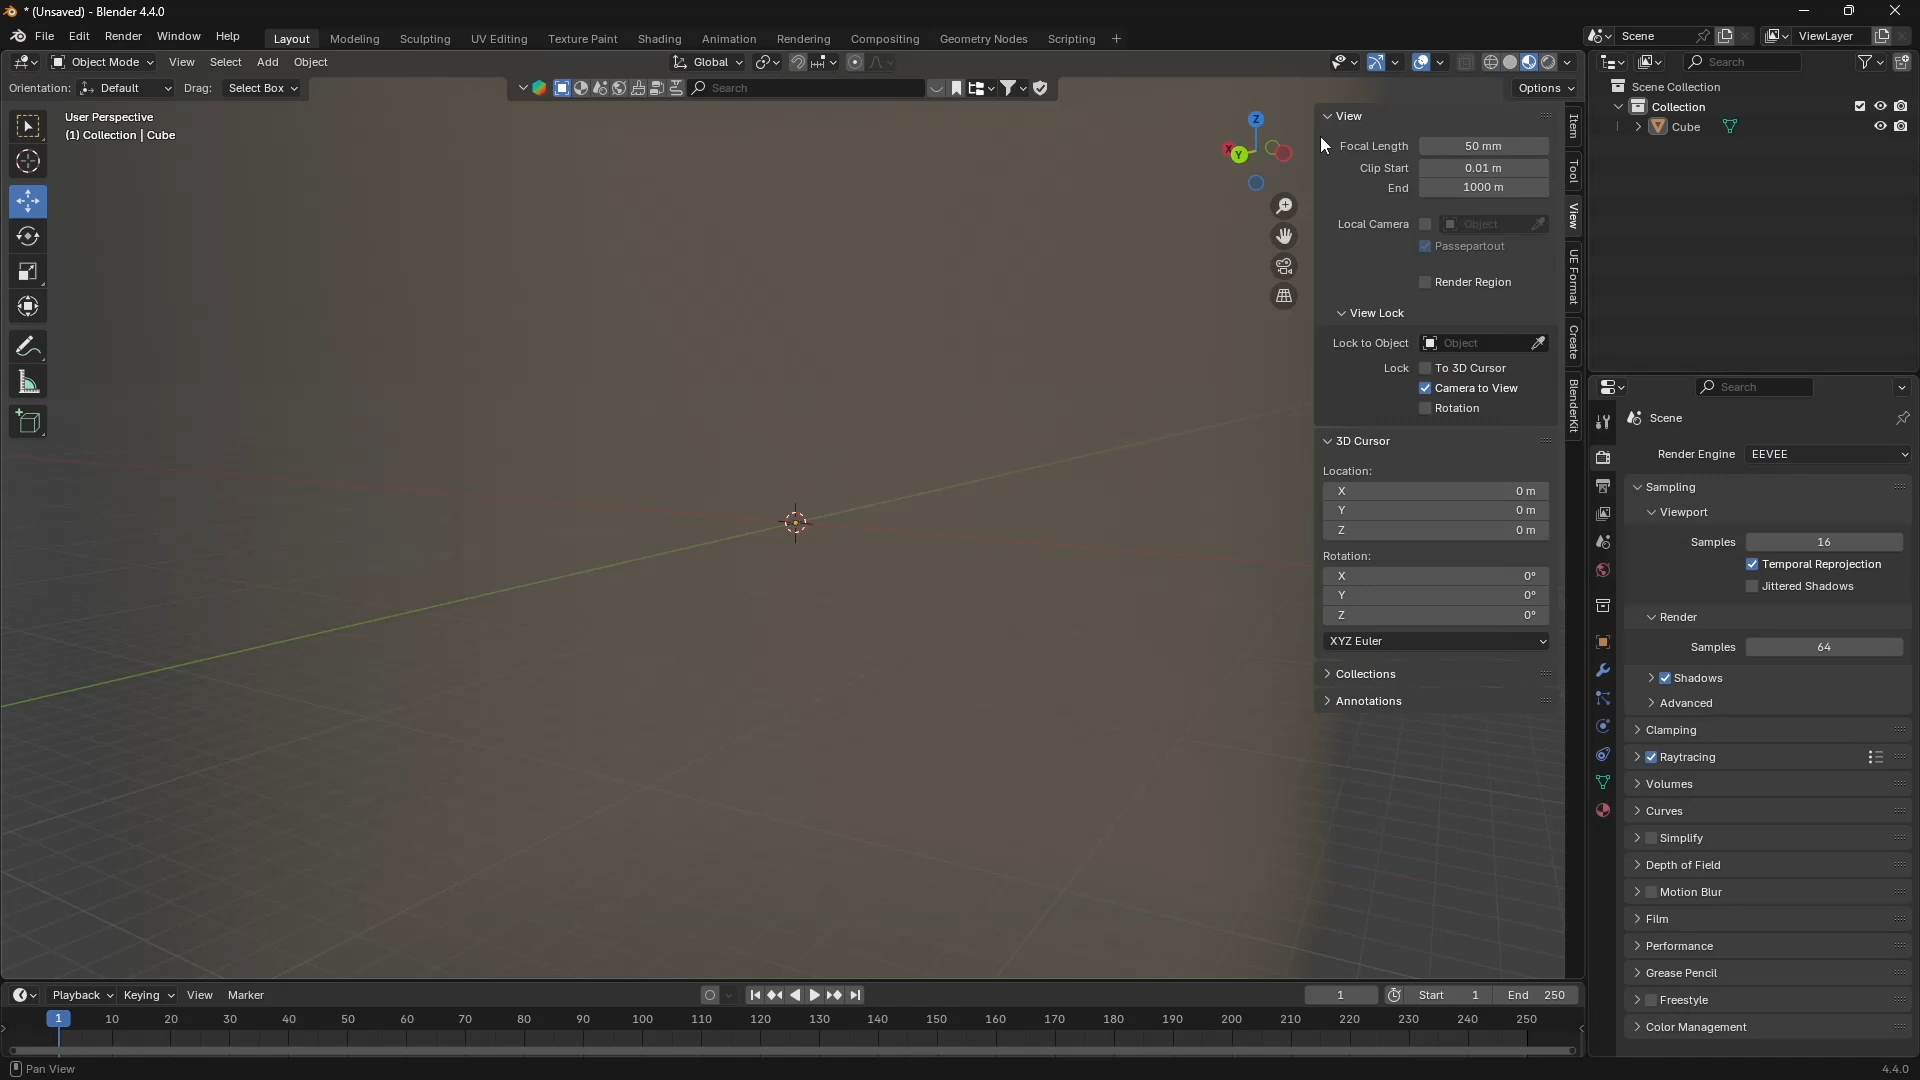 * (Unsaved) - Blender 4.4.0
File Edit Render Window Help Layout Modeling Sculpting UV Editing Texture Paint Shading Animation Rendering Compositing Geometry Nodes Scripting + Scene ViewLayer
Object Mode View Select Add Object Global Search
Orientation: Default Drag: Select Box Search Options
User Perspective
(1) Collection | Cube
Z
X
Y
View
Focal Length 50 mm
Clip Start 0.01 m
End 1000 m
Local Camera Object
Passepartout
Render Region
View Lock
Lock to Object Object
Lock To 3D Cursor
Camera to View
Rotation
3D Cursor
Location:
X 0 m
Y 0 m
Z 0 m
Rotation:
X 0°
Y 0°
Z 0°
XYZ Euler
Collections
Annotations
Item
Tool
View
UE Format
Create
BlenderKit
Scene Collection
Collection
Cube
Search
Scene
Render Engine EEVEE
Sampling
Viewport
Samples 16
Temporal Reprojection
Jittered Shadows
Render
Samples 64
Shadows
Advanced
Clamping
Raytracing
Volumes
Curves
Simplify
Depth of Field
Motion Blur
Film
Performance
Grease Pencil
Freestyle
Color Management
Playback Keying View Marker 1 Start 1 End 250
1 10 20 30 40 50 60 70 80 90 100 110 120 130 140 150 160 170 180 190 200 210 220 230 240 250
Pan View 4.4.0